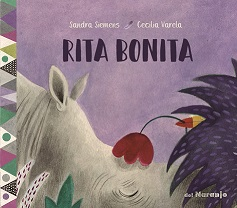 Sandra Siemens Cecilia Varela
RITA BONITA
del Naranjo